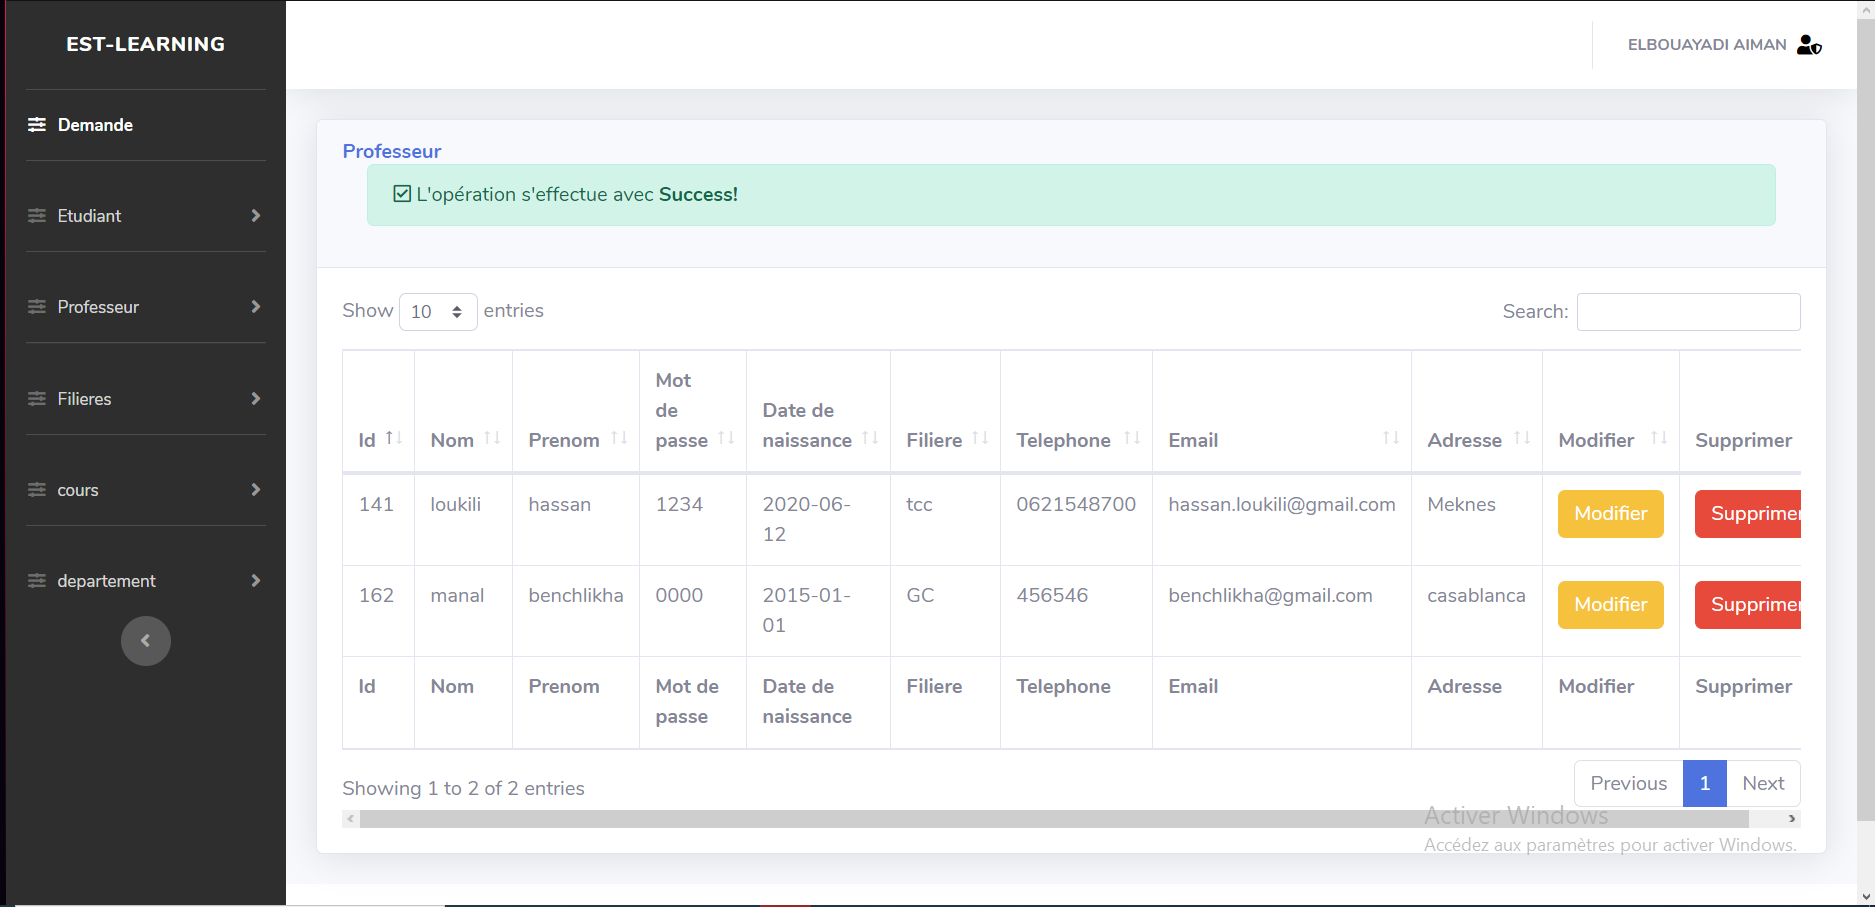 EST-LEARNING
ELBOUAYADI AIMAN
Demande
Etudiant
Professeur
Filieres
cours
departement
Professeur
L'opération s'effectue avec Success!
Show 10 entries
Search:
Id Nom Prenom Mot de passe Date de naissance Filiere Telephone Email Adresse Modifier Supprimer
141 loukili hassan 1234 2020-06-12 tcc 0621548700 hassan.loukili@gmail.com Meknes Modifier Supprimer
162 manal benchlikha 0000 2015-01-01 GC 456546 benchlikha@gmail.com casablanca Modifier Supprimer
Id Nom Prenom Mot de passe Date de naissance Filiere Telephone Email Adresse Modifier Supprimer
Showing 1 to 2 of 2 entries
Previous 1 Next
Activer Windows
Accédez aux paramètres pour activer Windows.